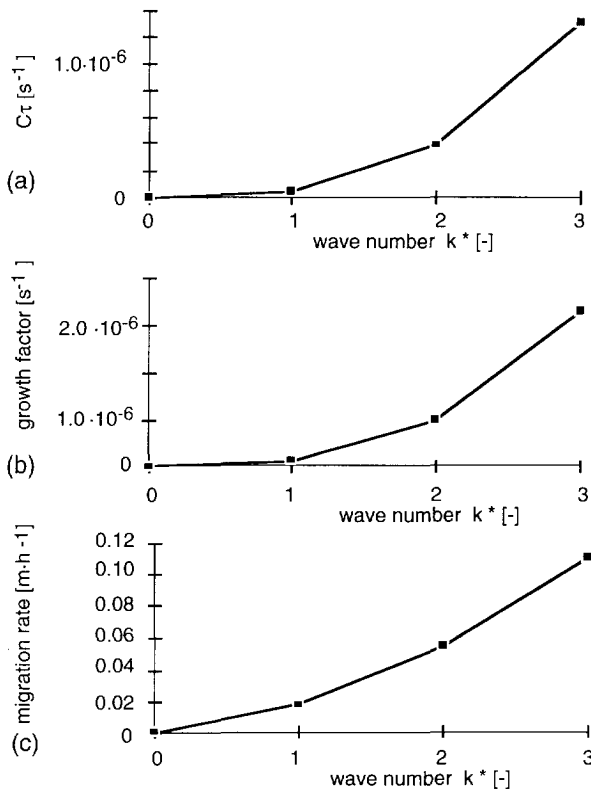 Cτ [s⁻¹]
1.0·10⁻⁶
0
(a)
0 1 2 3
wave number k * [-]
growth factor [s⁻¹]
2.0 ·10⁻⁶
1.0 ·10⁻⁶
0
(b)
0 1 2 3
wave number k * [-]
migration rate [m·h -1]
0.12
0.10
0.08
0.06
0.04
0.02
0
(c)
0 1 2 3
wave number k * [-]